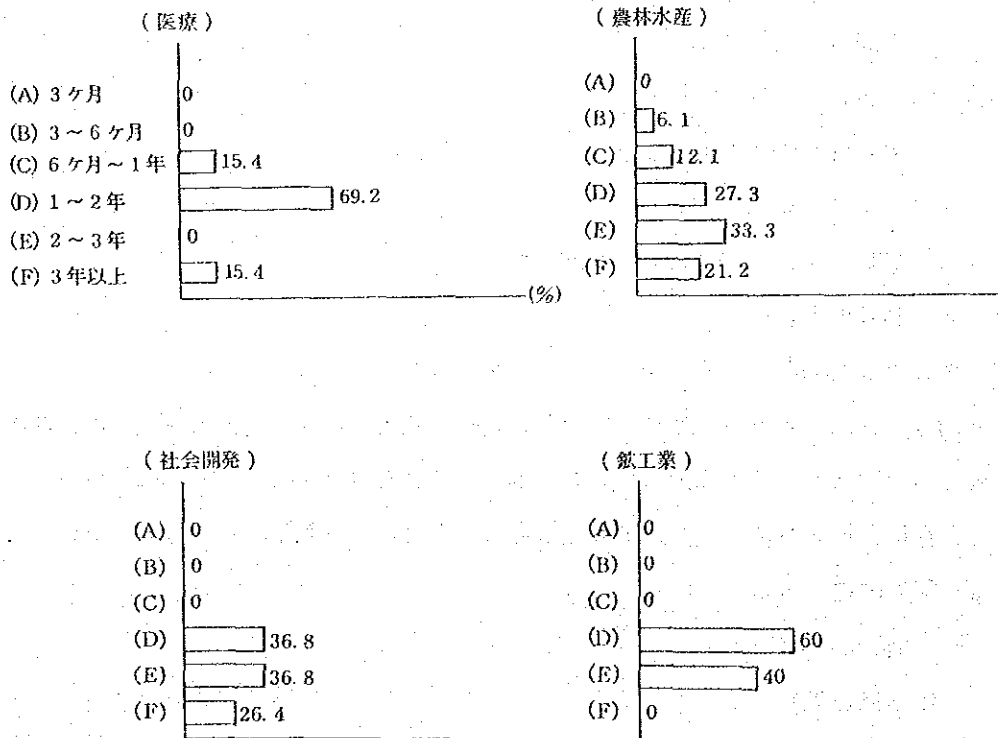 （医療）
(A) 3ヶ月 0
(B) 3～6ヶ月 0
(C) 6ヶ月～1年 15.4
(D) 1～2年 69.2
(E) 2～3年 0
(F) 3年以上 15.4
(%)
（農林水産）
(A) 0
(B) 6.1
(C) 12.1
(D) 27.3
(E) 33.3
(F) 21.2
（社会開発）
(A) 0
(B) 0
(C) 0
(D) 36.8
(E) 36.8
(F) 26.4
（鉱工業）
(A) 0
(B) 0
(C) 0
(D) 60
(E) 40
(F) 0